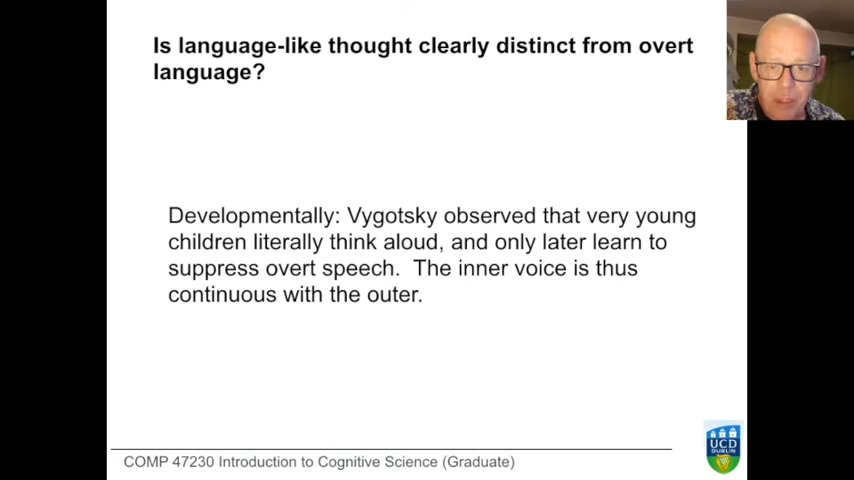 Is language-like thought clearly distinct from overt
language?
Developmentally: Vygotsky observed that very young
children literally think aloud, and only later learn to
suppress overt speech.  The inner voice is thus
continuous with the outer.
COMP 47230 Introduction to Cognitive Science (Graduate)
UCD
DUBLIN